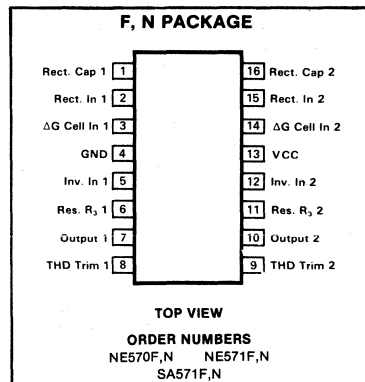 F, N PACKAGE
Rect. Cap 1 1 16 Rect. Cap 2
Rect. In 1 2 15 Rect. In 2
ΔG Cell In 1 3 14 ΔG Cell In 2
GND 4 13 VCC
Inv. In 1 5 12 Inv. In 2
Res. R₃ 1 6 11 Res. R₃ 2
Output 1 7 10 Output 2
THD Trim 1 8 9 THD Trim 2
TOP VIEW
ORDER NUMBERS
NE570F,N NE571F,N
SA571F,N